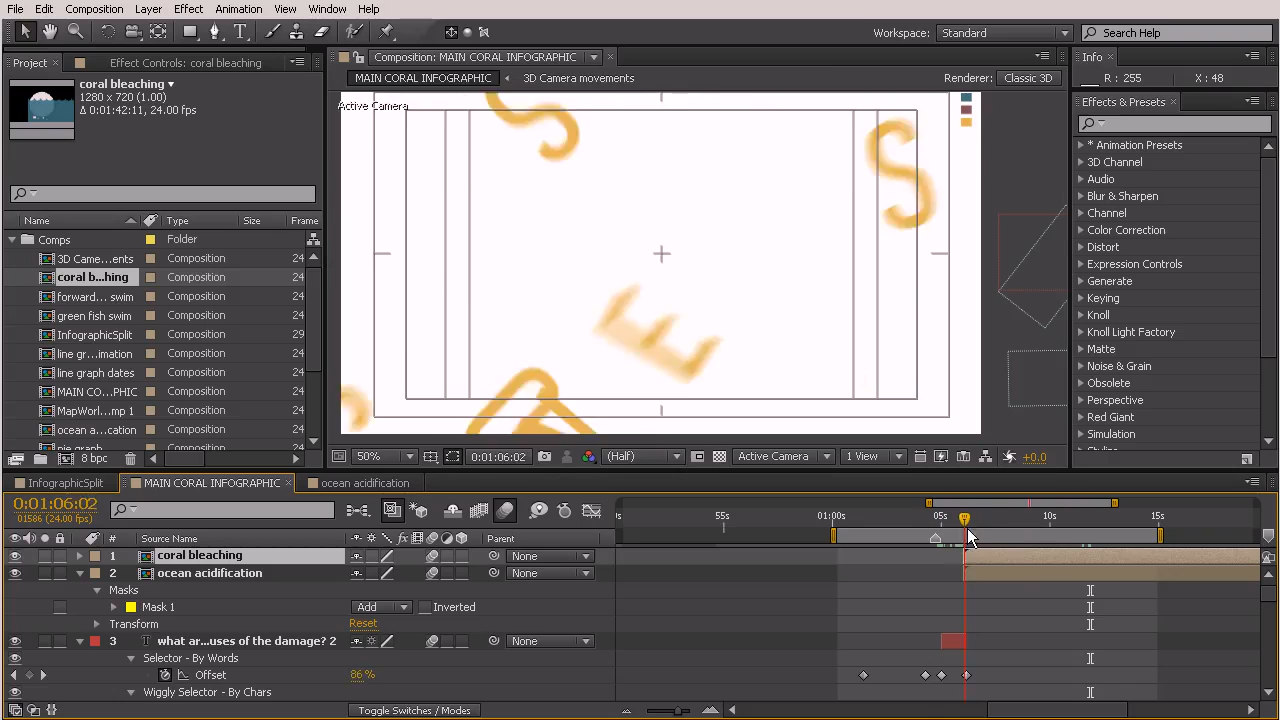 File Edit Composition Layer Effect Animation View Window Help
Workspace: Standard
Search Help
Project Effect Controls: coral bleaching
coral bleaching
1280 x 720 (1.00)
Δ 0:01:42:11, 24.00 fps
Name Type Size Frame
Comps Folder
3D Came...ents Composition 24
coral b...hing Composition 24
forward... swim Composition 24
green fish swim Composition 24
InfographicSplit Composition 29
line gr...imation Composition 24
line graph dates Composition 24
MAIN CO...PHIC Composition 24
MapWorl...mp 1 Composition 24
ocean a...cation Composition 24
pie graph Composition 24
8 bpc
Composition: MAIN CORAL INFOGRAPHIC
MAIN CORAL INFOGRAPHIC 3D Camera movements
Renderer: Classic 3D
Active Camera
S
S
E
50% 0:01:06:02 (Half) Active Camera 1 View +0.0
Info
R : 255 X : 48
Effects & Presets
* Animation Presets
3D Channel
Audio
Blur & Sharpen
Channel
Color Correction
Distort
Expression Controls
Generate
Keying
Knoll
Knoll Light Factory
Matte
Noise & Grain
Obsolete
Perspective
Red Giant
Simulation
InfographicSplit MAIN CORAL INFOGRAPHIC ocean acidification
0:01:06:02
01586 (24.00 fps)
55s 01:00s 05s 10s 15s
# Source Name Parent
1 coral bleaching None
2 ocean acidification None
Masks
Mask 1 Add Inverted
Transform Reset
3 T what ar...uses of the damage? 2 None
Selector - By Words
Offset 86 %
Wiggly Selector - By Chars
Toggle Switches / Modes